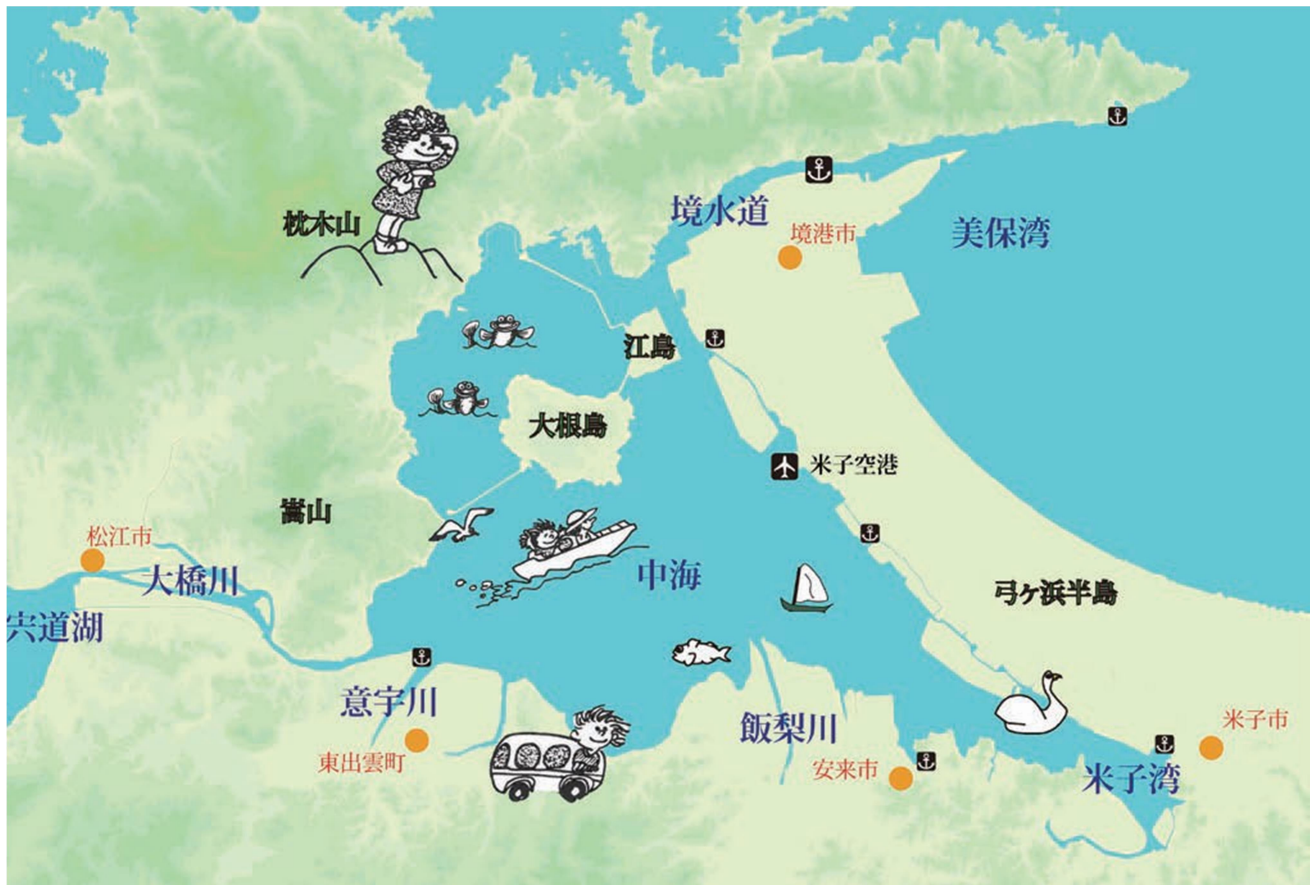 境水道
枕木山
美保湾
境港市
江島
大根島
米子空港
嵩山
松江市
大橋川
中海
弓ヶ浜半島
宍道湖
意宇川
飯梨川
米子市
東出雲町
安来市
米子湾